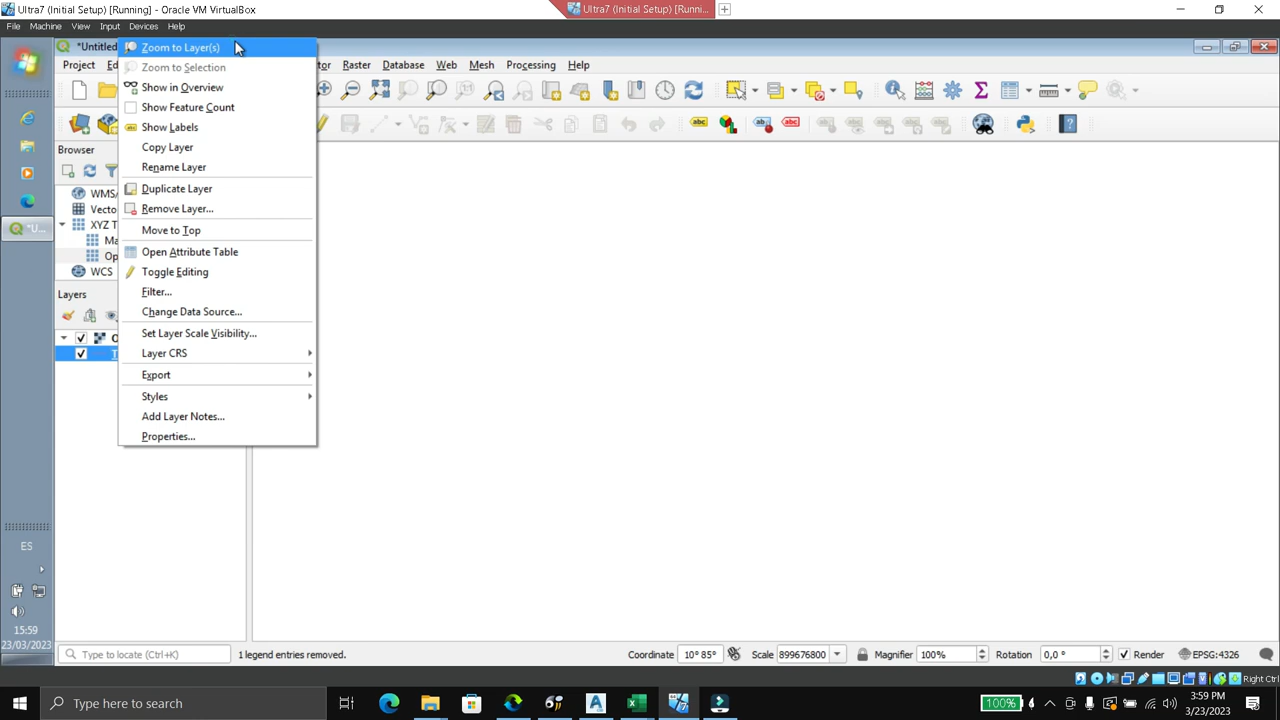 Ultra7 (Initial Setup) [Running] - Oracle VM VirtualBox
Ultra7 (Initial Setup) [Runni...
File Machine View Input Devices Help
*Untitled
Project Raster Database Web Mesh Processing Help
Zoom to Layer(s)
Zoom to Selection
Show in Overview
Show Feature Count
Show Labels
Copy Layer
Rename Layer
Duplicate Layer
Remove Layer...
Move to Top
Open Attribute Table
Toggle Editing
Filter...
Change Data Source...
Set Layer Scale Visibility...
Layer CRS
Export
Styles
Add Layer Notes...
Properties...
Browser
WMS/
Vecto
XYZ T
Ma
Op
WCS
Layers
O
T
"U...
ES
15:59
23/03/2023
Type to locate (Ctrl+K) 1 legend entries removed. Coordinate 10° 85° Scale 899676800 Magnifier 100% Rotation 0,0 ° Render EPSG:4326
Right Ctrl
Type here to search
100%
3:59 PM
3/23/2023